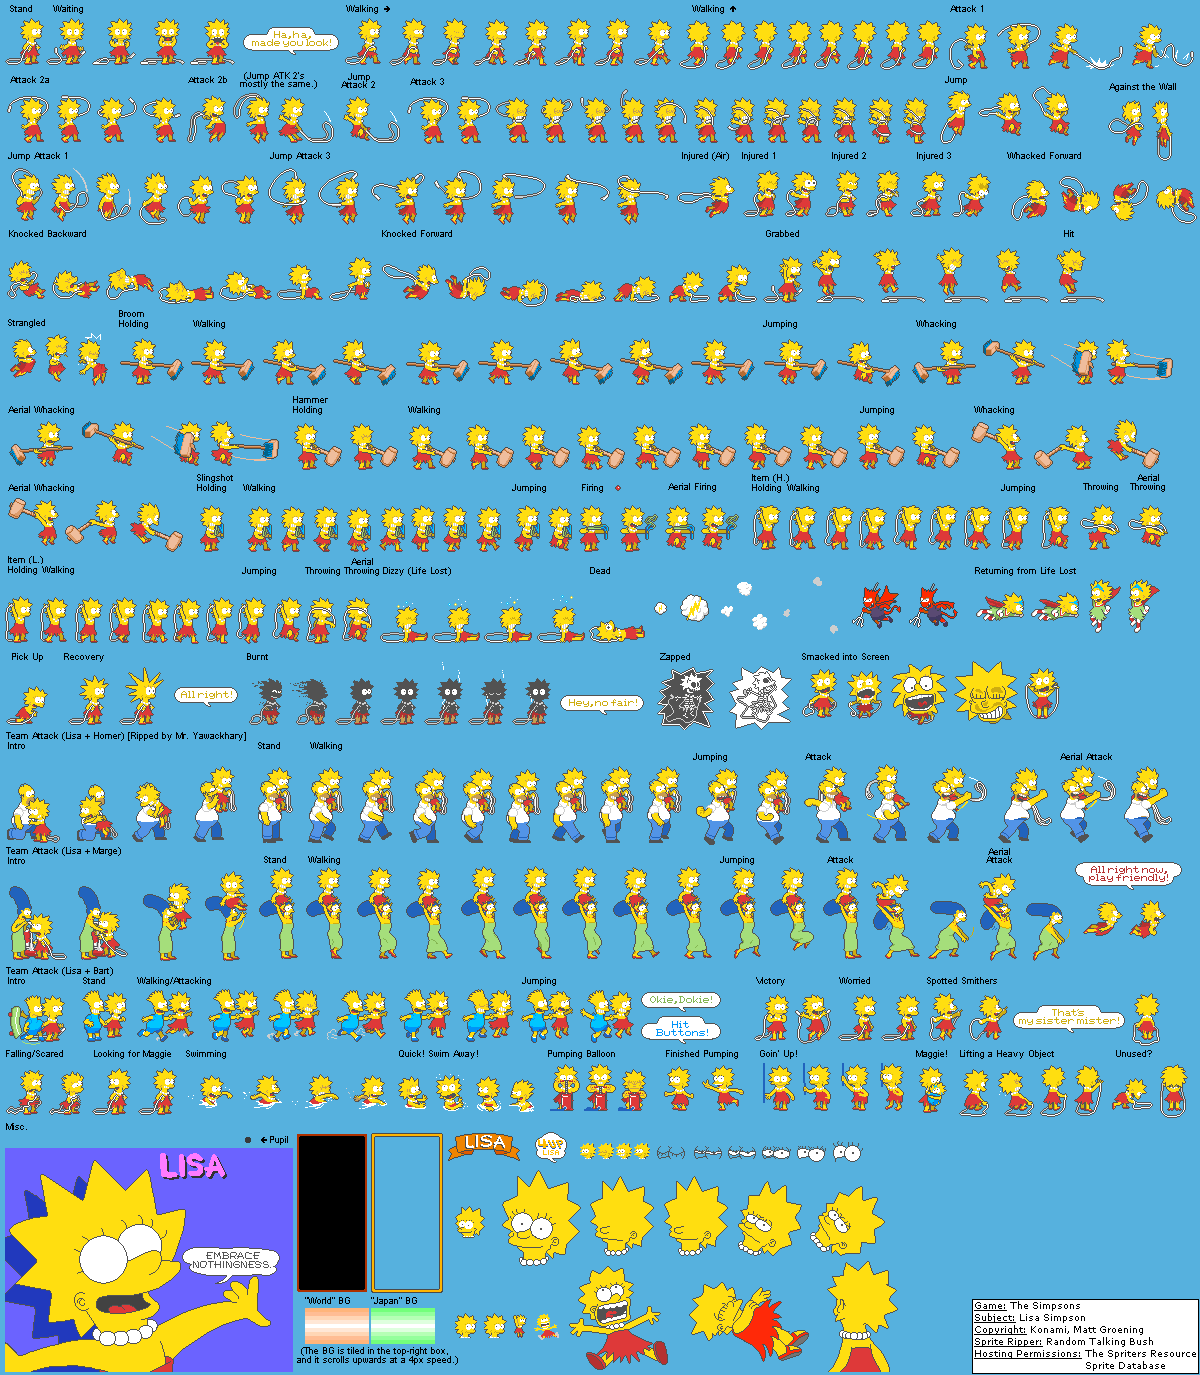 Stand Waiting Walking → Walking ↑ Attack 1
Ha, ha,
made you look!
Attack 2a Attack 2b (Jump ATK 2's
mostly the same.) Jump
Attack 2 Attack 3 Jump Against the Wall
Jump Attack 1 Jump Attack 3 Injured (Air) Injured 1 Injured 2 Injured 3 Whacked Forward
Knocked Backward Knocked Forward Grabbed Hit
Strangled Broom
Holding Walking Jumping Whacking
Aerial Whacking Hammer
Holding Walking Jumping Whacking
Aerial Whacking Slingshot
Holding Walking Jumping Firing Aerial Firing Item (H.)
Holding Walking Jumping Throwing Aerial
Throwing
Item (L.)
Holding Walking Jumping Throwing Aerial
Throwing Dizzy (Life Lost) Dead Returning from Life Lost
Pick Up Recovery Burnt Zapped Smacked into Screen
All right!
Hey, no fair!
Team Attack (Lisa + Homer) [Ripped by Mr. Yawackhary]
Intro Stand Walking Jumping Attack Aerial Attack
Team Attack (Lisa + Marge)
Intro Stand Walking Jumping Attack Aerial
Attack
All right now,
play friendly!
Team Attack (Lisa + Bart)
Intro Stand Walking/Attacking Jumping Victory Worried Spotted Smithers
Okie, Dokie!
Hit
Buttons!
That's
my sister mister!
Falling/Scared Looking for Maggie Swimming Quick! Swim Away! Pumping Balloon Finished Pumping Goin' Up! Maggie! Lifting a Heavy Object Unused?
Misc.
← Pupil
LISA
EMBRACE
NOTHINGNESS.
LISA
LISA
"World" BG "Japan" BG
(The BG is tiled in the top-right box,
and it scrolls upwards at a 4px speed.)
Game: The Simpsons
Subject: Lisa Simpson
Copyright: Konami, Matt Groening
Sprite Ripper: Random Talking Bush
Hosting Permissions: The Spriters Resource
Sprite Database